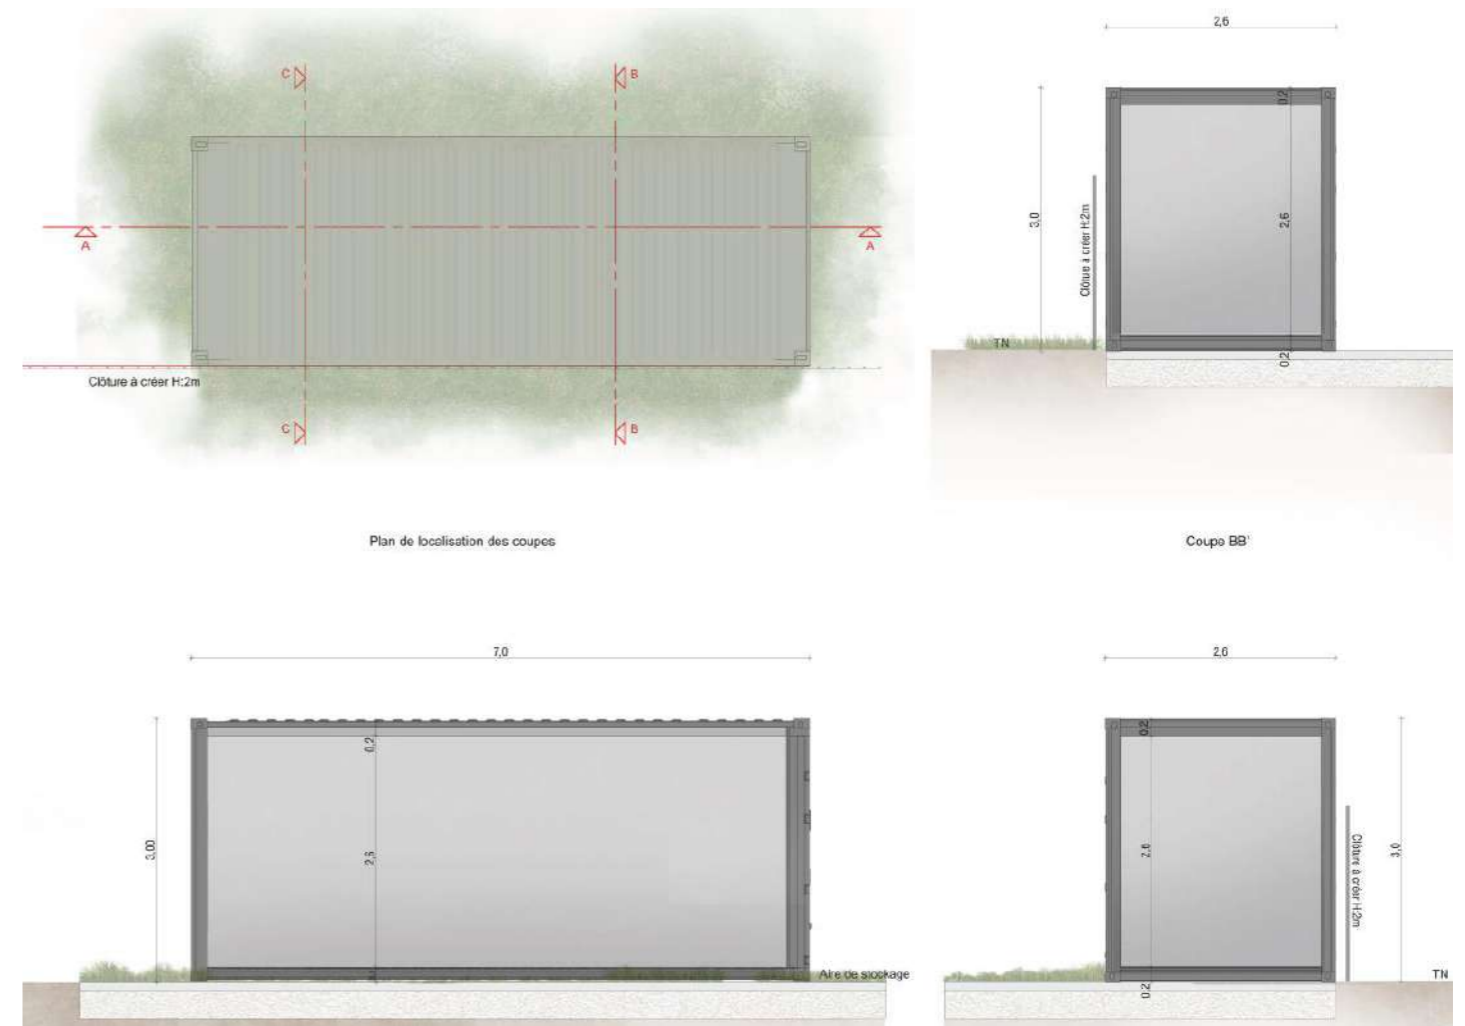 2,6
C
B
0,2
3,0
Clôture à créer H:2m
2,6
A
A
TN
0,2
Clôture à créer H:2m
C
B
Plan de localisation des coupes
Coupe BB'
7,0
2,6
0,2
0,2
3,00
2,6
2,6
Clôture à créer H:2m
3,0
Aire de stockage
TN
0,2